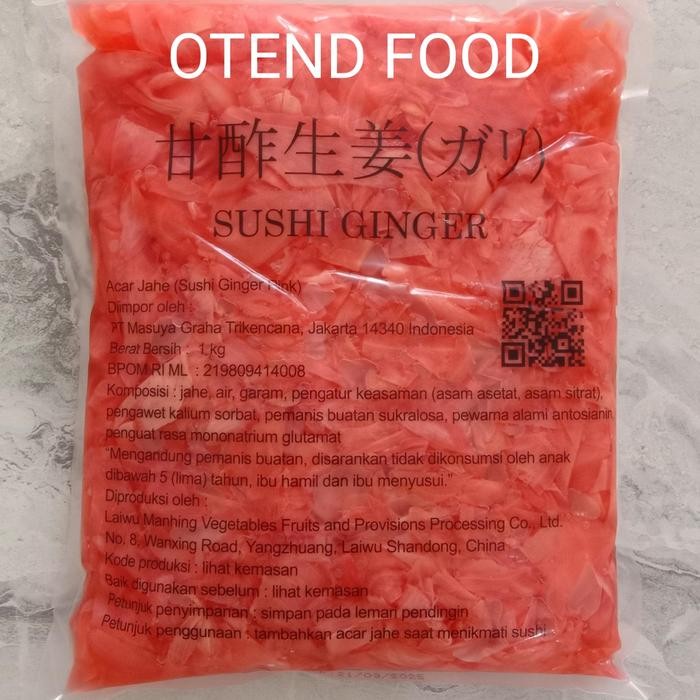 OTEND FOOD
甘酢生姜(ガリ)
SUSHI GINGER
Acar Jahe (Sushi Ginger Pink)
Diimpor oleh :
PT Masuya Graha Trikencana, Jakarta 14340 Indonesia
Berat Bersih : 1 kg
BPOM RI ML : 219809414008
Komposisi : jahe, air, garam, pengatur keasaman (asam asetat, asam sitrat),
pengawet kalium sorbat, pemanis buatan sukralosa, pewarna alami antosianin
penguat rasa mononatrium glutamat
“Mengandung pemanis buatan, disarankan tidak dikonsumsi oleh anak
dibawah 5 (lima) tahun, ibu hamil dan ibu menyusui.”
Diproduksi oleh :
Laiwu Manhing Vegetables Fruits and Provisions Processing Co., Ltd.
No. 8, Wanxing Road, Yangzhuang, Laiwu Shandong, China
Kode produksi : lihat kemasan
Baik digunakan sebelum : lihat kemasan
Petunjuk penyimpanan : simpan pada lemari pendingin
Petunjuk penggunaan : tambahkan acar jahe saat menikmati sushi
21/09/2025